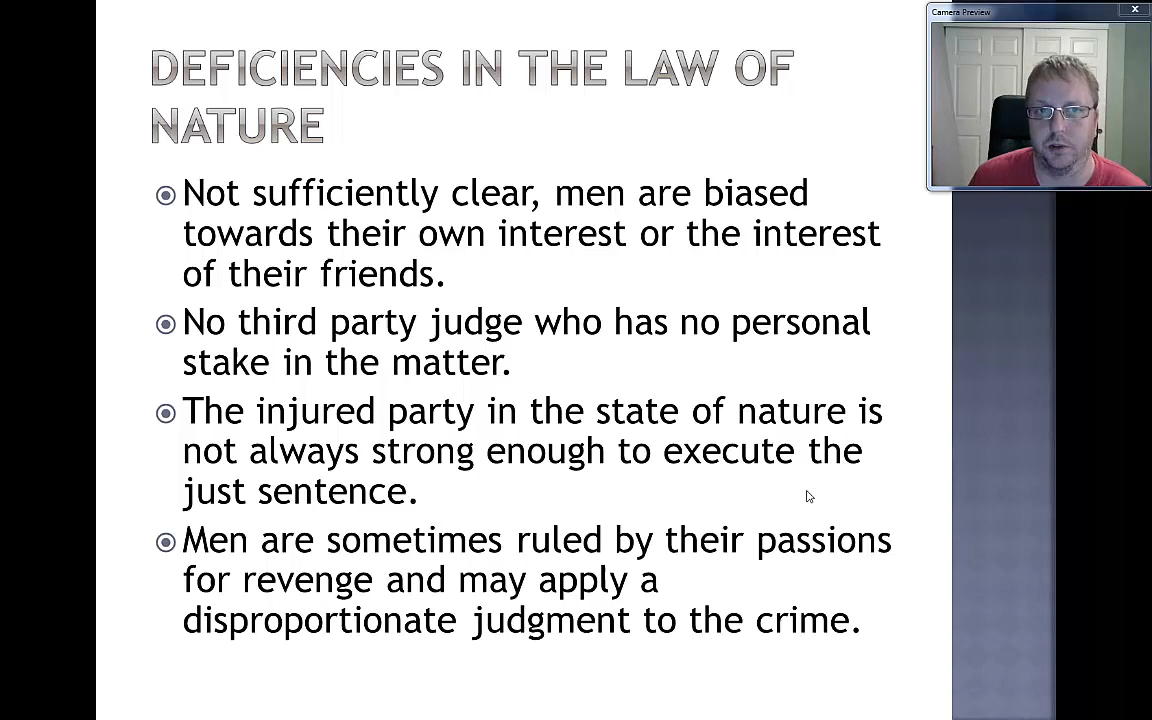 Camera Preview
DEFICIENCIES IN THE LAW OF
NATURE
Not sufficiently clear, men are biased
towards their own interest or the interest
of their friends.
No third party judge who has no personal
stake in the matter.
The injured party in the state of nature is
not always strong enough to execute the
just sentence.
Men are sometimes ruled by their passions
for revenge and may apply a
disproportionate judgment to the crime.